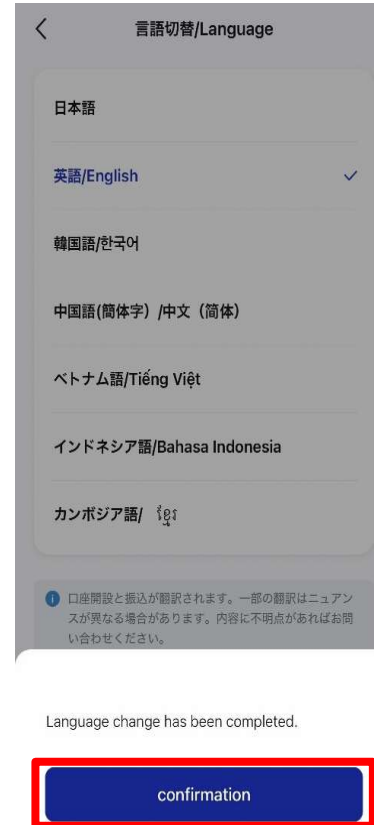 言語切替/Language
日本語
英語/English
韓国語/한국어
中国語(簡体字) /中文（简体）
ベトナム語/Tiếng Việt
インドネシア語/Bahasa Indonesia
カンボジア語/ ខ្មែរ
口座開設と振込が翻訳されます。一部の翻訳はニュアン
スが異なる場合があります。内容に不明点があればお問
い合わせください。
Language change has been completed.
confirmation